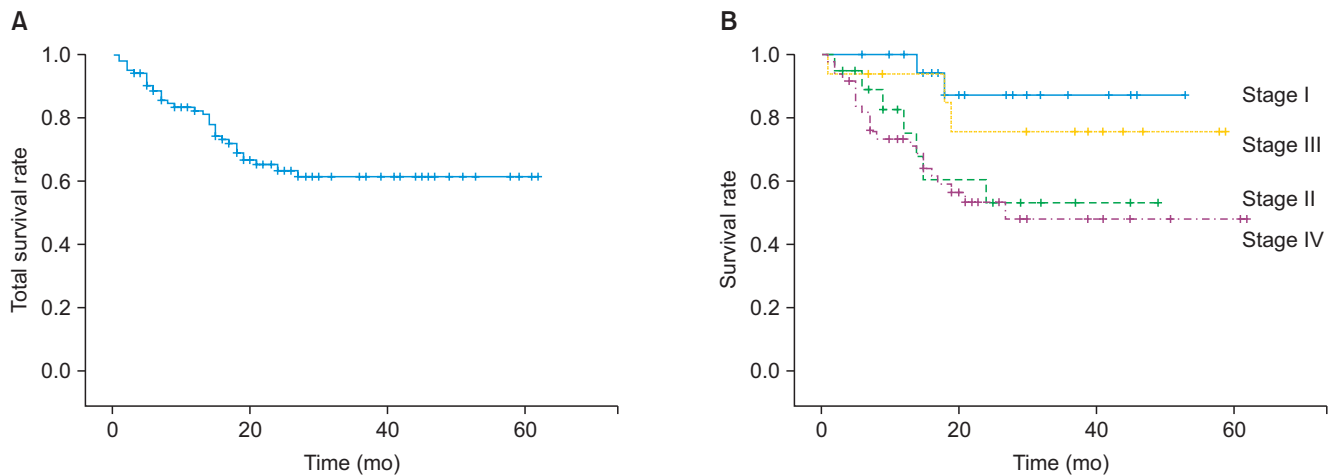 A
Total survival rate
1.0
0.8
0.6
0.4
0.2
0.0
0 20 40 60
Time (mo)
B
Survival rate
1.0
0.8
0.6
0.4
0.2
0.0
Stage I
Stage III
Stage II
Stage IV
0 20 40 60
Time (mo)